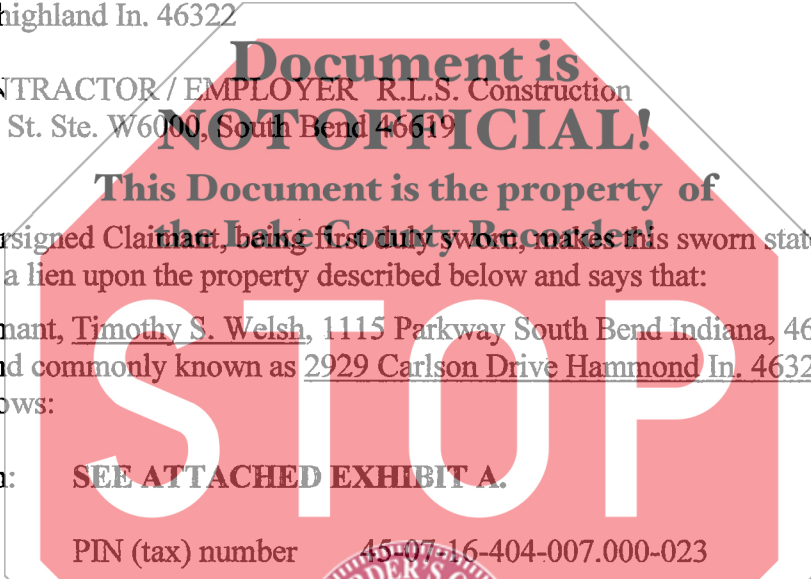 highland In. 46322
Document is
NTRACTOR / EMPLOYER R.L.S. Construction
NOT OFFICIAL!
St. Ste. W6000, South Bend 46619
This Document is the property of
the Lake County Recorder!
rsigned Claimant, being first duly sworn, makes this sworn stat
a lien upon the property described below and says that:
STOP
nant, Timothy S. Welsh, 1115 Parkway South Bend Indiana, 46
nd commonly known as 2929 Carlson Drive Hammond In. 4632
ows:
n: SEE ATTACHED EXHIBIT A.
PIN (tax) number 45-07-16-404-007.000-023